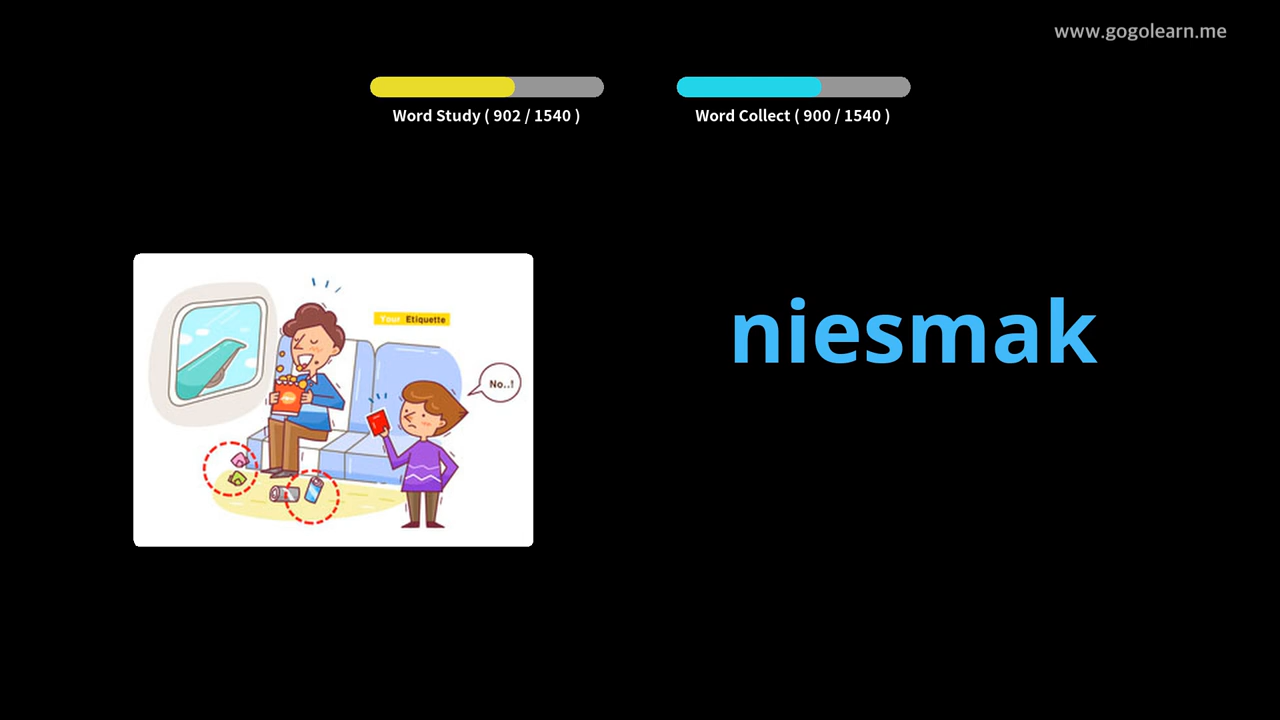 www.gogolearn.me
Word Study ( 902 / 1540 )
Word Collect ( 900 / 1540 )
Your Etiquette
No..!
niesmak